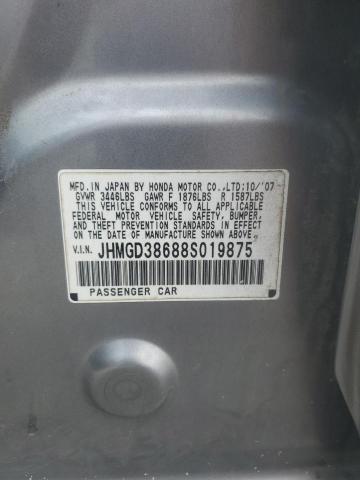 MFD.IN JAPAN BY HONDA MOTOR CO.,LTD:10/'07
GVWR 3446LBS GAWR F 1876LBS R 1587LBS
THIS VEHICLE CONFORMS TO ALL APPLICABLE
FEDERAL MOTOR VEHICLE SAFETY, BUMPER,
AND THEFT PREVENTION STANDARDS IN EFFECT
ON THE DATE OF MANUFACTURE SHOWN ABOVE.
V.I.N. JHMGD38688S019875
PASSENGER CAR